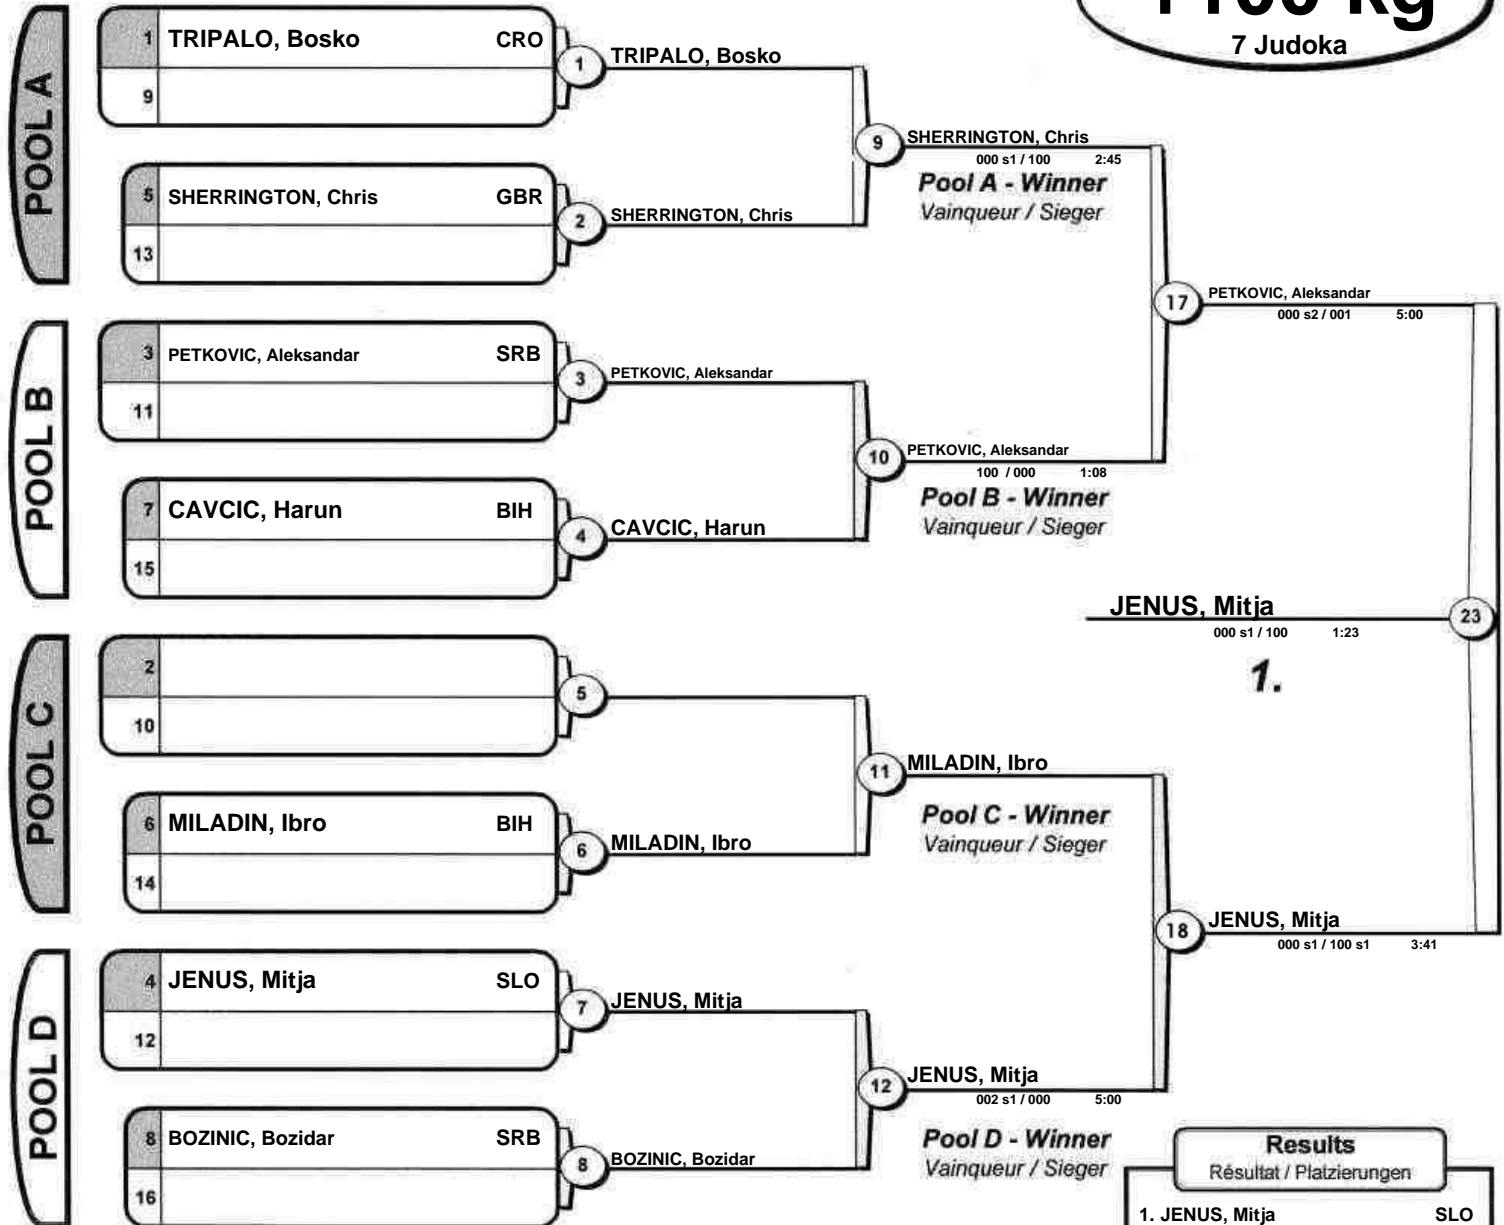 7 Judoka
POOL A
1 TRIPALO, Bosko CRO
9
1
TRIPALO, Bosko
5 SHERRINGTON, Chris GBR
13
2
SHERRINGTON, Chris
9
SHERRINGTON, Chris
000 s1 / 100 2:45
Pool A - Winner
Vainqueur / Sieger
POOL B
3 PETKOVIC, Aleksandar SRB
11
3
PETKOVIC, Aleksandar
7 CAVCIC, Harun BIH
15
4
CAVCIC, Harun
10
PETKOVIC, Aleksandar
100 / 000 1:08
Pool B - Winner
Vainqueur / Sieger
17
PETKOVIC, Aleksandar
000 s2 / 001 5:00
JENUS, Mitja
23
000 s1 / 100 1:23
1.
POOL C
2
10
5
6 MILADIN, Ibro BIH
14
6
MILADIN, Ibro
11
MILADIN, Ibro
Pool C - Winner
Vainqueur / Sieger
18
JENUS, Mitja
000 s1 / 100 s1 3:41
POOL D
4 JENUS, Mitja SLO
12
7
JENUS, Mitja
8 BOZINIC, Bozidar SRB
16
8
BOZINIC, Bozidar
12
JENUS, Mitja
002 s1 / 000 5:00
Pool D - Winner
Vainqueur / Sieger
Results
Résultat / Platzierungen
1. JENUS, Mitja SLO